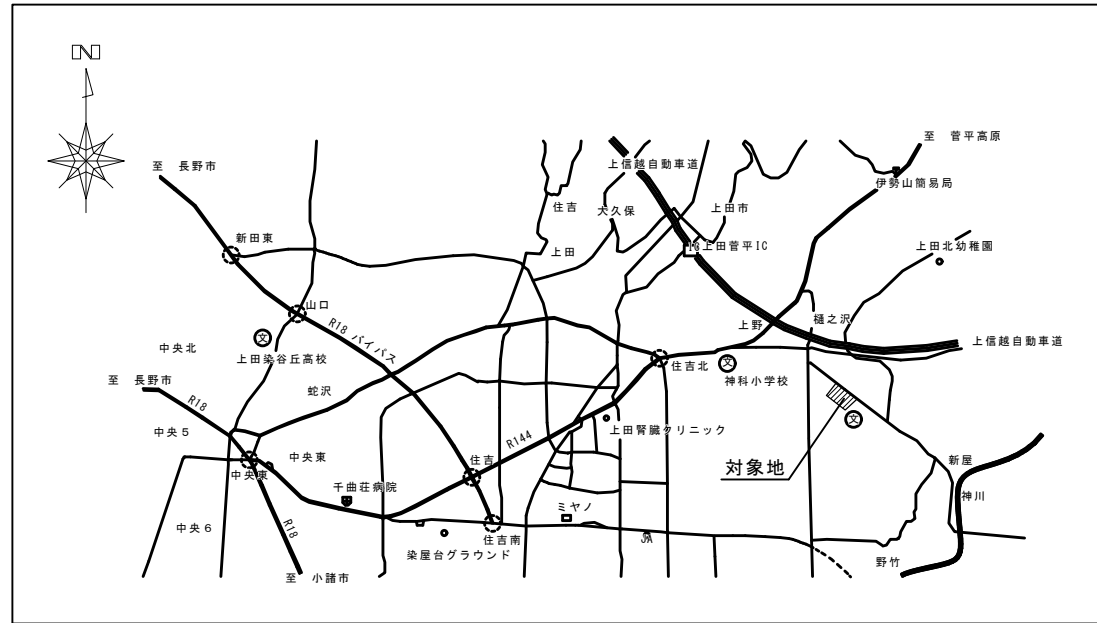 N
至 菅平高原
上信越自動車道
至 長野市
伊勢山簡易局
住吉
大久保
上田市
新田東
上田
IC上田菅平IC
上田北幼稚園
山口
R18 バイパス
上野
樋之沢
文
中央北
上田染谷丘高校
上信越自動車道
住吉北
文
神科小学校
至 長野市
蛇沢
R18
文
中央5
上田腎臓クリニック
R144
中央東
住吉
対象地
新屋
中央東
千曲荘病院
神川
ミヤノ
中央6
R18
住吉南
染屋台グラウンド
JA
野竹
至 小諸市